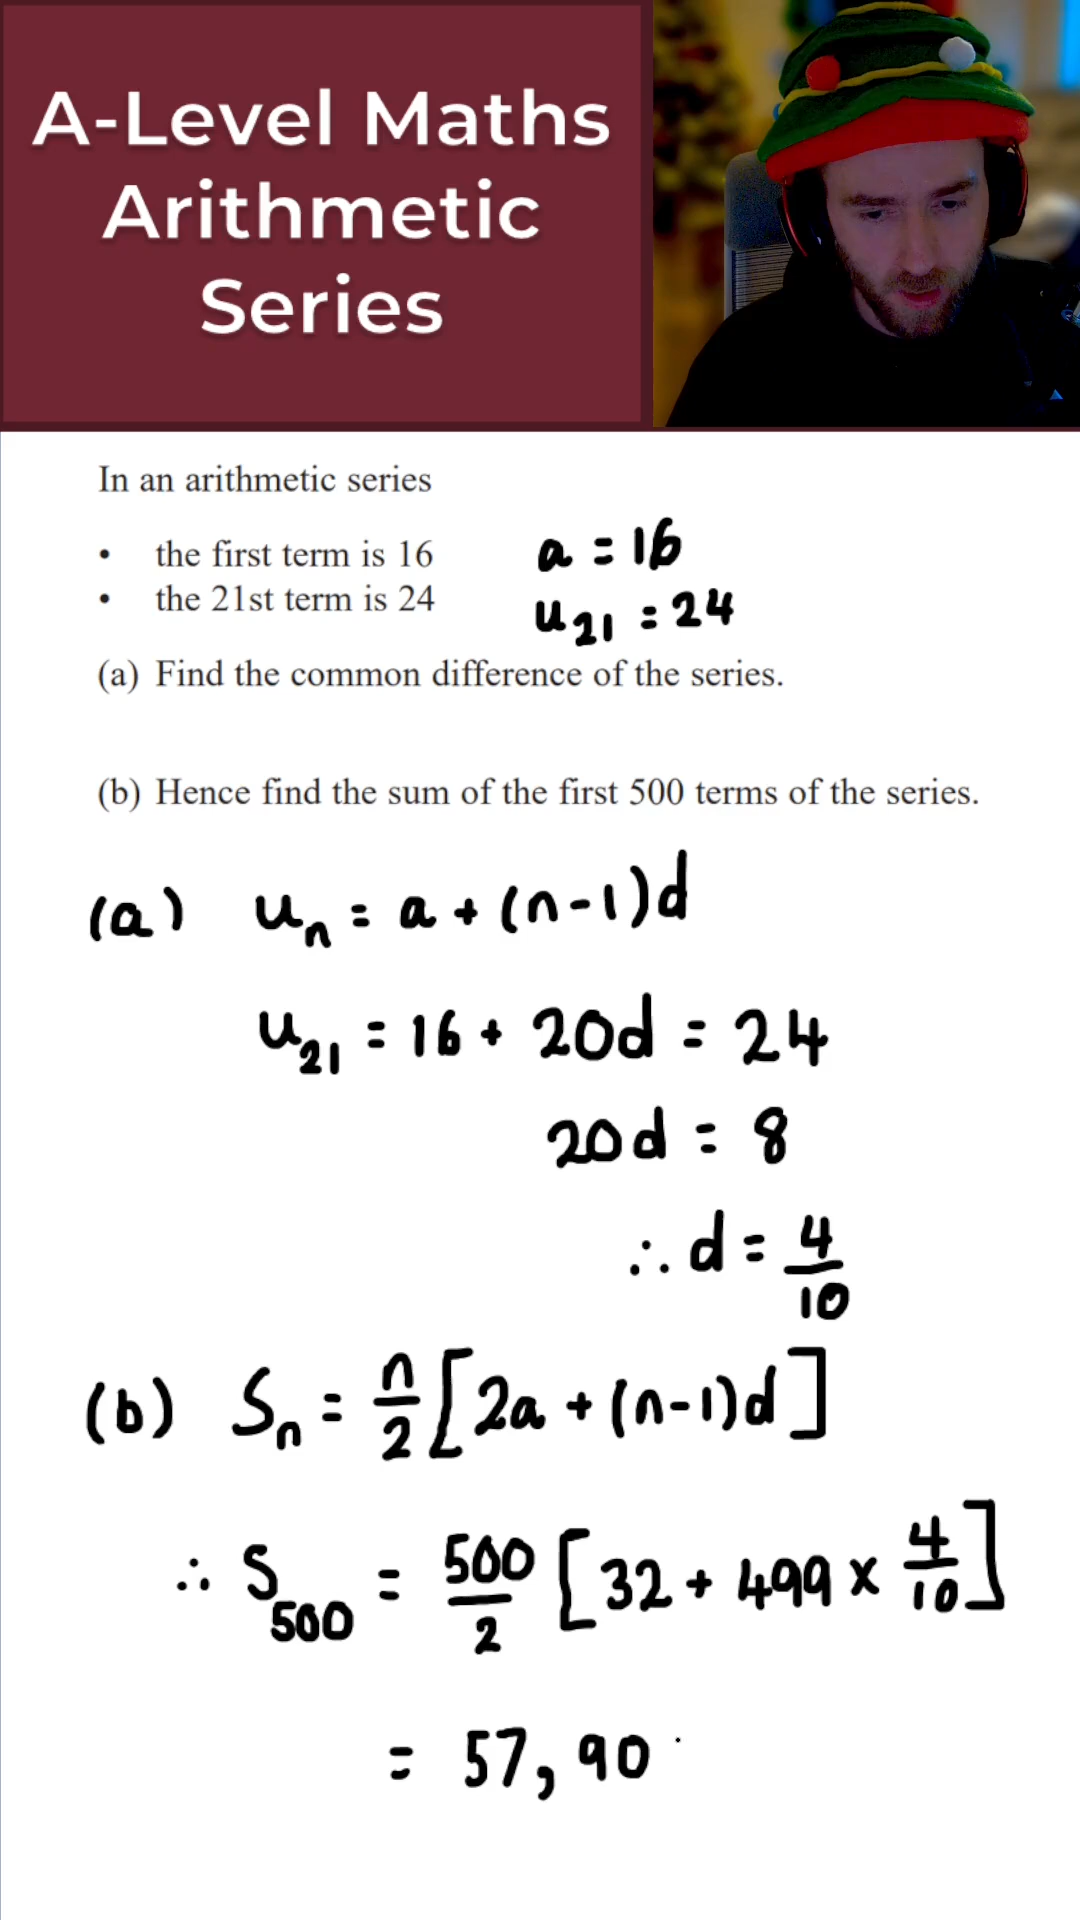 A-Level Maths
Arithmetic
Series
In an arithmetic series
• the first term is 16
a = 16
• the 21st term is 24
u₂₁ = 24
(a) Find the common difference of the series.
(b) Hence find the sum of the first 500 terms of the series.
(a) uₙ = a + (n-1)d
u₂₁ = 16 + 20d = 24
20d = 8
∴ d = 4/10
(b) Sₙ = n/2 [2a + (n-1)d]
∴ S₅₀₀ = 500/2 [32 + 499 × 4/10]
= 57,90